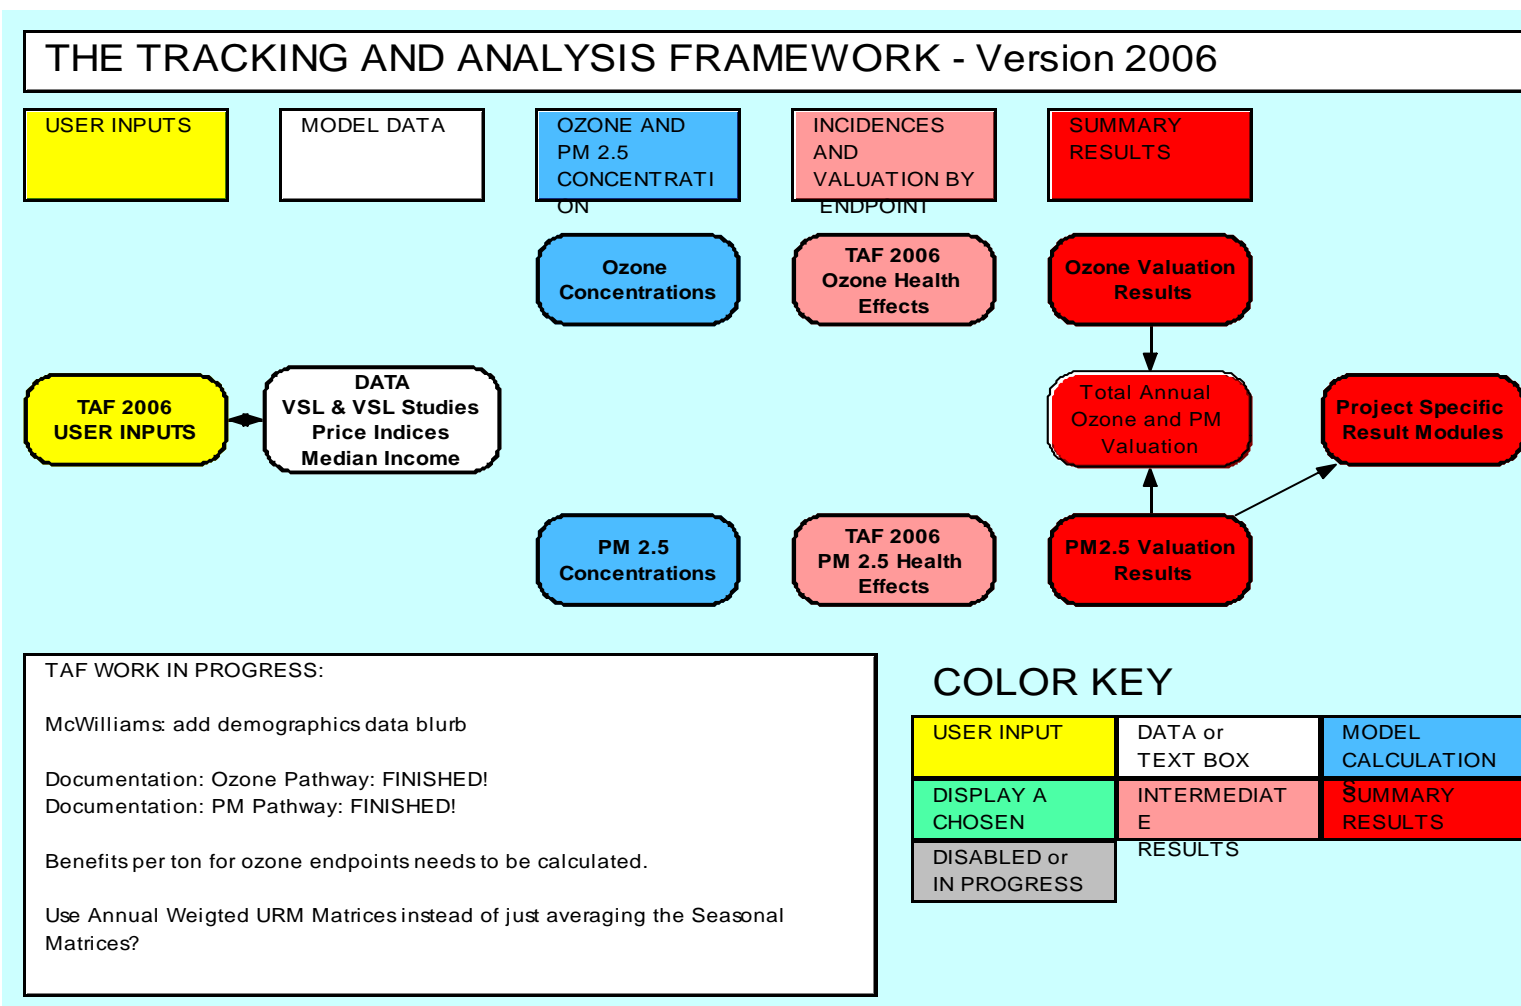 THE TRACKING AND ANALYSIS FRAMEWORK - Version 2006
USER INPUTS
MODEL DATA
OZONE AND
PM 2.5
CONCENTRATI
ON
INCIDENCES
AND
VALUATION BY
ENDPOINT
SUMMARY
RESULTS
Ozone
Concentrations
TAF 2006
Ozone Health
Effects
Ozone Valuation
Results
TAF 2006
USER INPUTS
DATA
VSL & VSL Studies
Price Indices
Median Income
Total Annual
Ozone and PM
Valuation
Project Specific
Result Modules
PM 2.5
Concentrations
TAF 2006
PM 2.5 Health
Effects
PM2.5 Valuation
Results
TAF WORK IN PROGRESS:
McWilliams: add demographics data blurb
Documentation: Ozone Pathway: FINISHED!
Documentation: PM Pathway: FINISHED!
Benefits per ton for ozone endpoints needs to be calculated.
Use Annual Weigted URM Matrices instead of just averaging the Seasonal
Matrices?
COLOR KEY
USER INPUT
DATA or
TEXT BOX
MODEL
CALCULATION
S
DISPLAY A
CHOSEN
INTERMEDIAT
E
RESULTS
SUMMARY
RESULTS
DISABLED or
IN PROGRESS